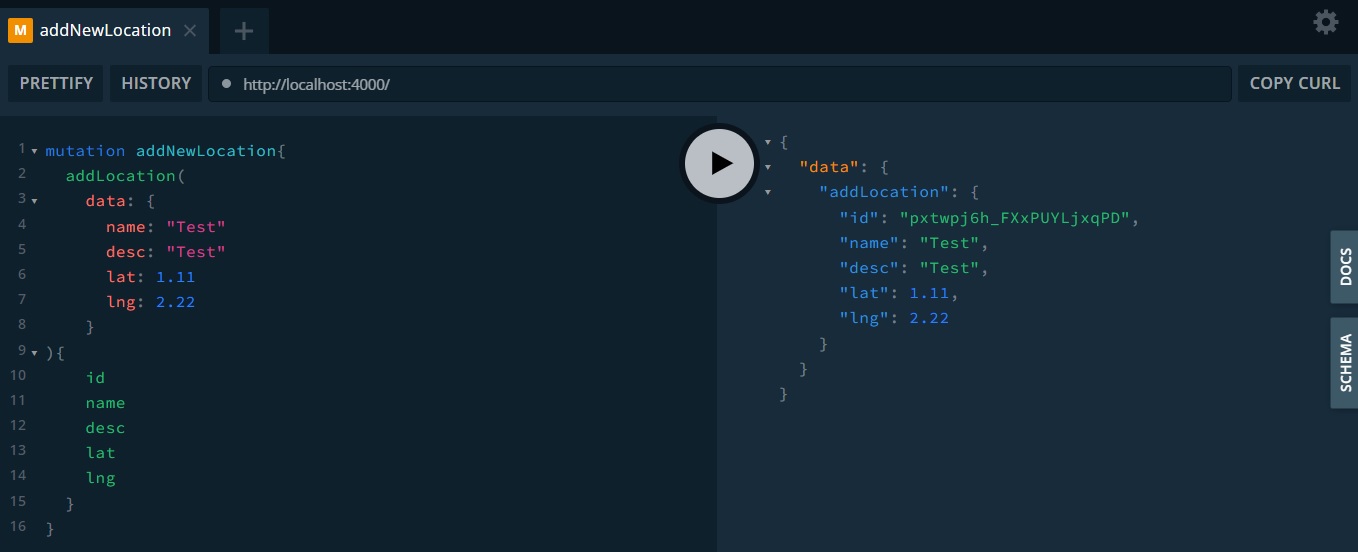 M addNewLocation ✕ +
PRETTIFY HISTORY http://localhost:4000/ COPY CURL
1 mutation addNewLocation{
2 addLocation(
3 data: {
4 name: "Test"
5 desc: "Test"
6 lat: 1.11
7 lng: 2.22
8 }
9 ){
10 id
11 name
12 desc
13 lat
14 lng
15 }
16 }
{
"data": {
"addLocation": {
"id": "pxtwpj6h_FXxPUYLjxqPD",
"name": "Test",
"desc": "Test",
"lat": 1.11,
"lng": 2.22
}
}
}
DOCS
SCHEMA